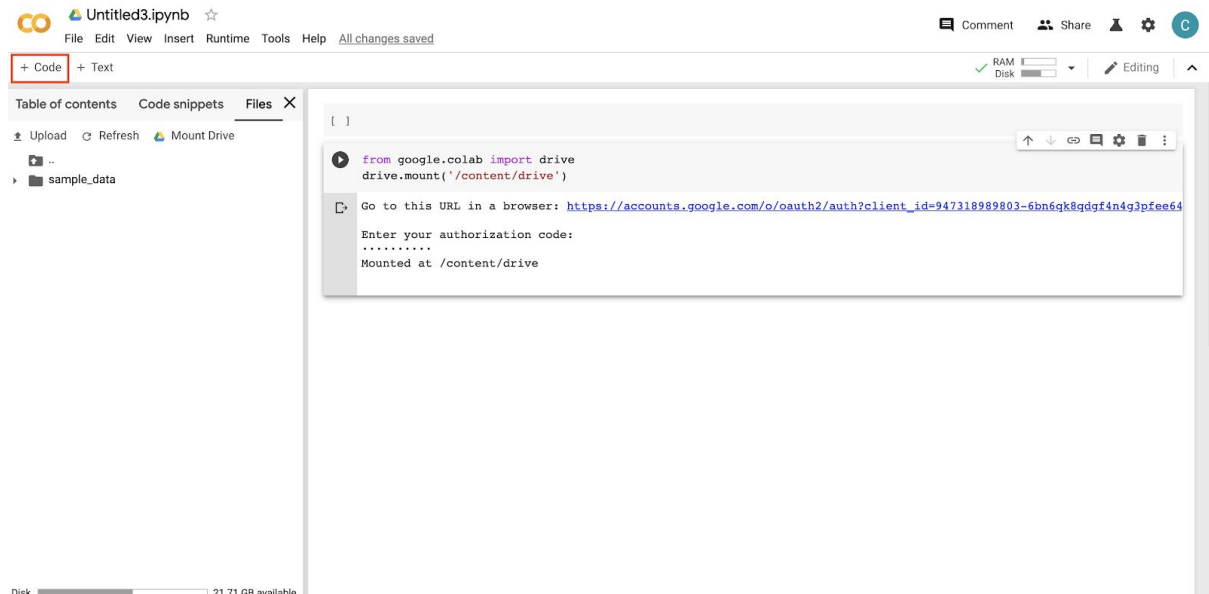 Untitled3.ipynb
Comment Share C
File Edit View Insert Runtime Tools Help All changes saved
+ Code + Text
RAM
Disk
Editing
Table of contents Code snippets Files
Upload Refresh Mount Drive
..
sample_data
[ ]
from google.colab import drive
drive.mount('/content/drive')
Go to this URL in a browser: https://accounts.google.com/o/oauth2/auth?client_id=947318989803-6bn6qk8qdgf4n4g3pfee64
Enter your authorization code:
··········
Mounted at /content/drive
Disk 21.71 GB available